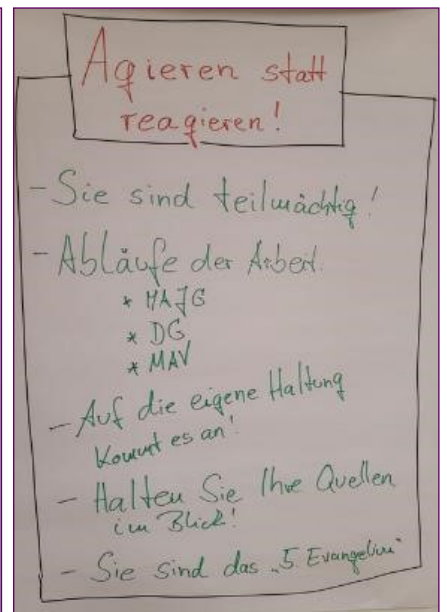 Agieren statt
reagieren!
- Sie sind teilmächtig!
- Abläufe der Arbeit.
* HAJG
* DG
* MAV
- Auf die eigene Haltung
kommt es an!
- Halten Sie Ihre Quellen
im Blick!
- Sie sind das „5. Evangelium"